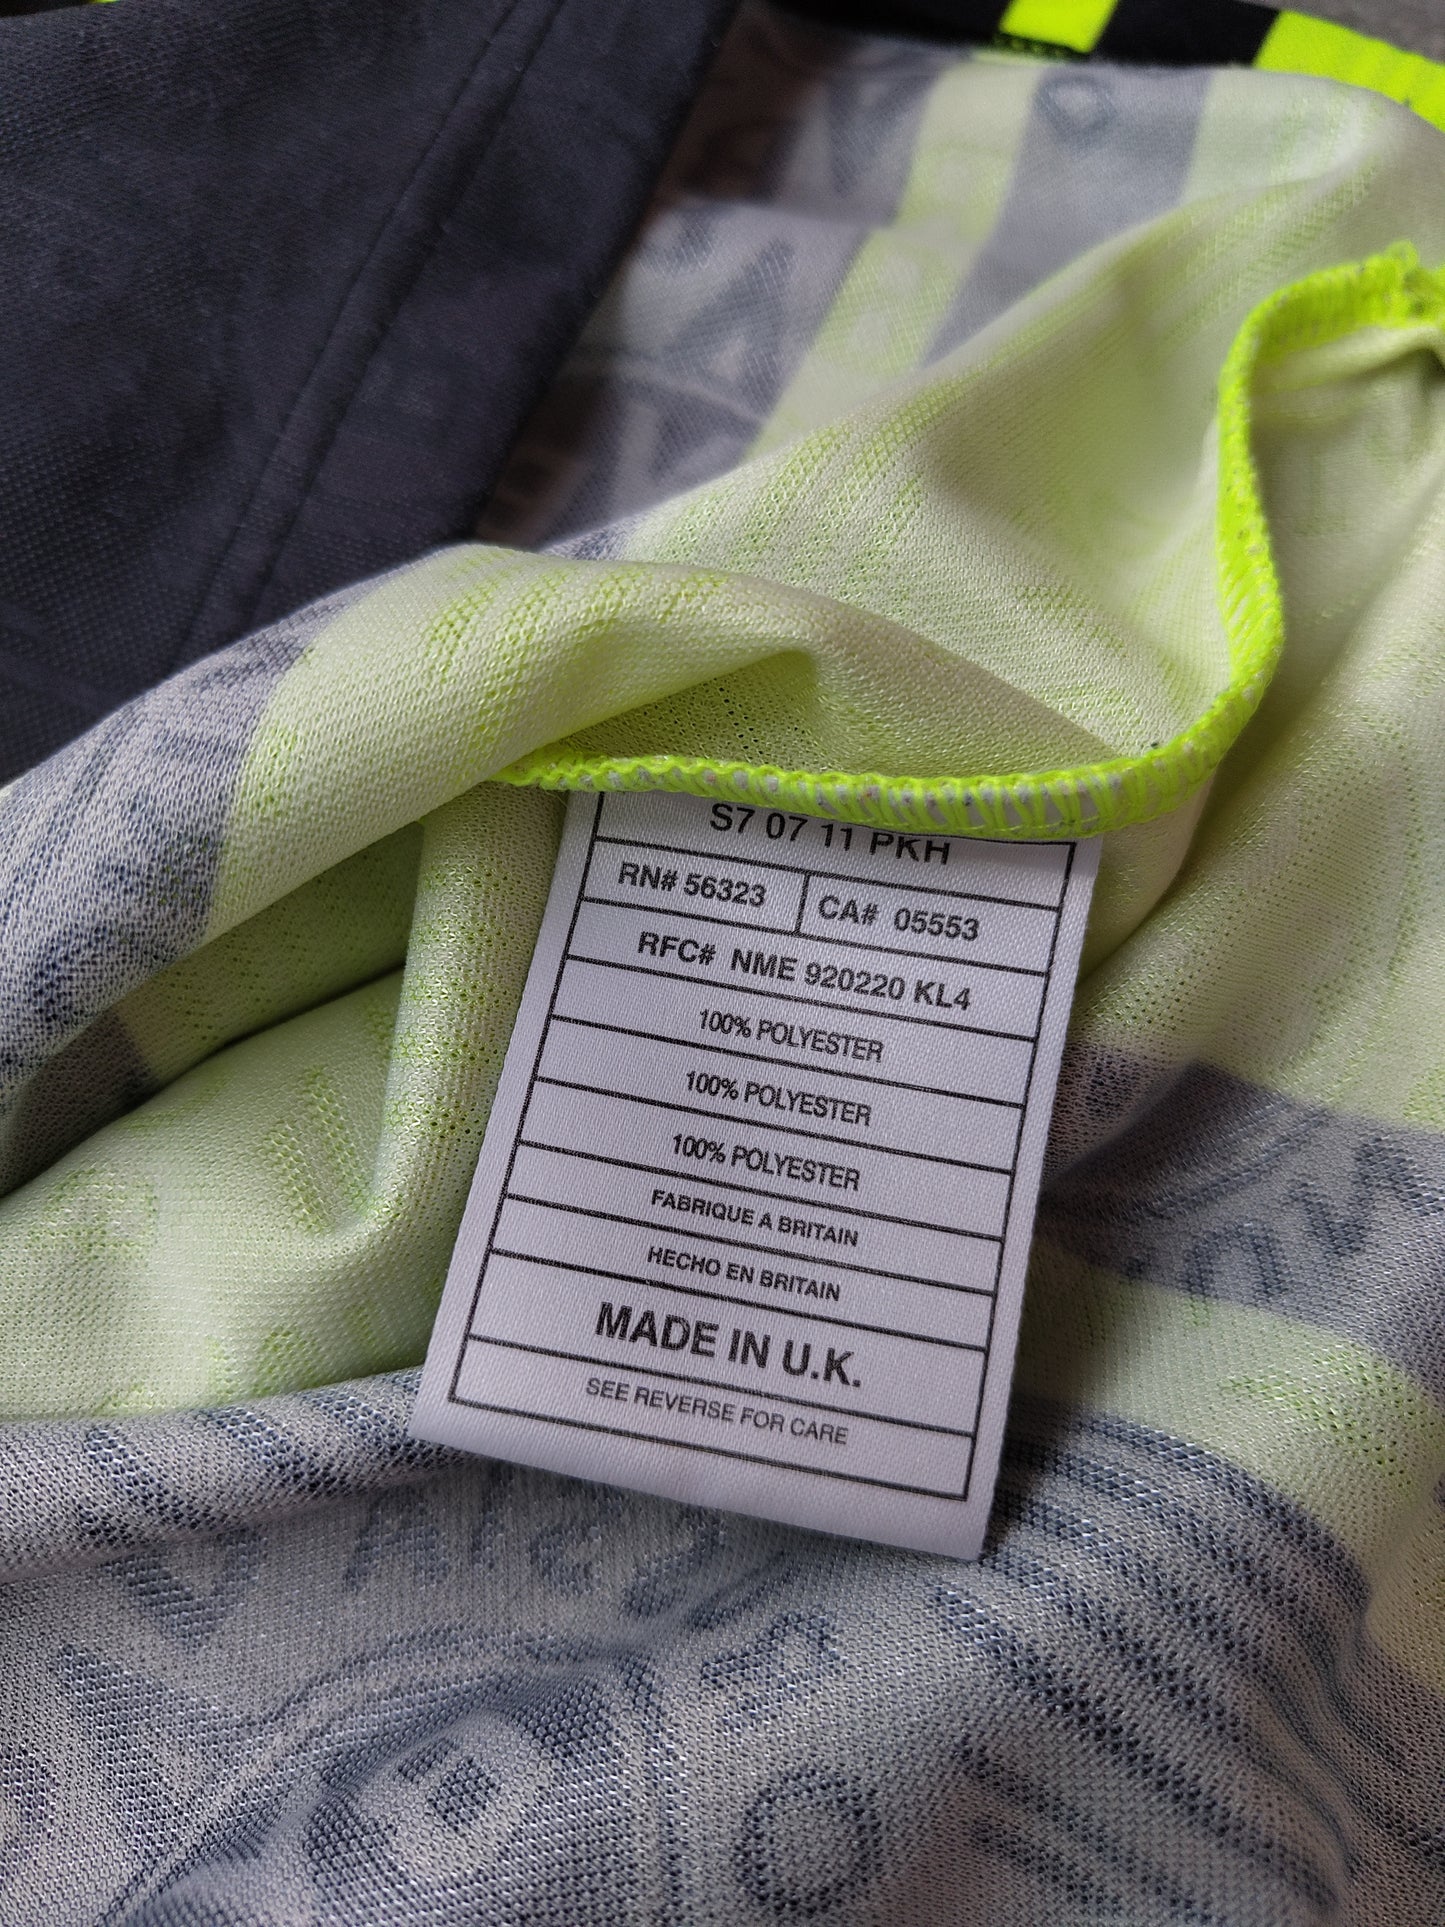 S7 07 11 PKH
RN# 56323 CA# 05553
RFC# NME 920220 KL4
100% POLYESTER
100% POLYESTER
100% POLYESTER
FABRIQUE A BRITAIN
HECHO EN BRITAIN
MADE IN U.K.
SEE REVERSE FOR CARE